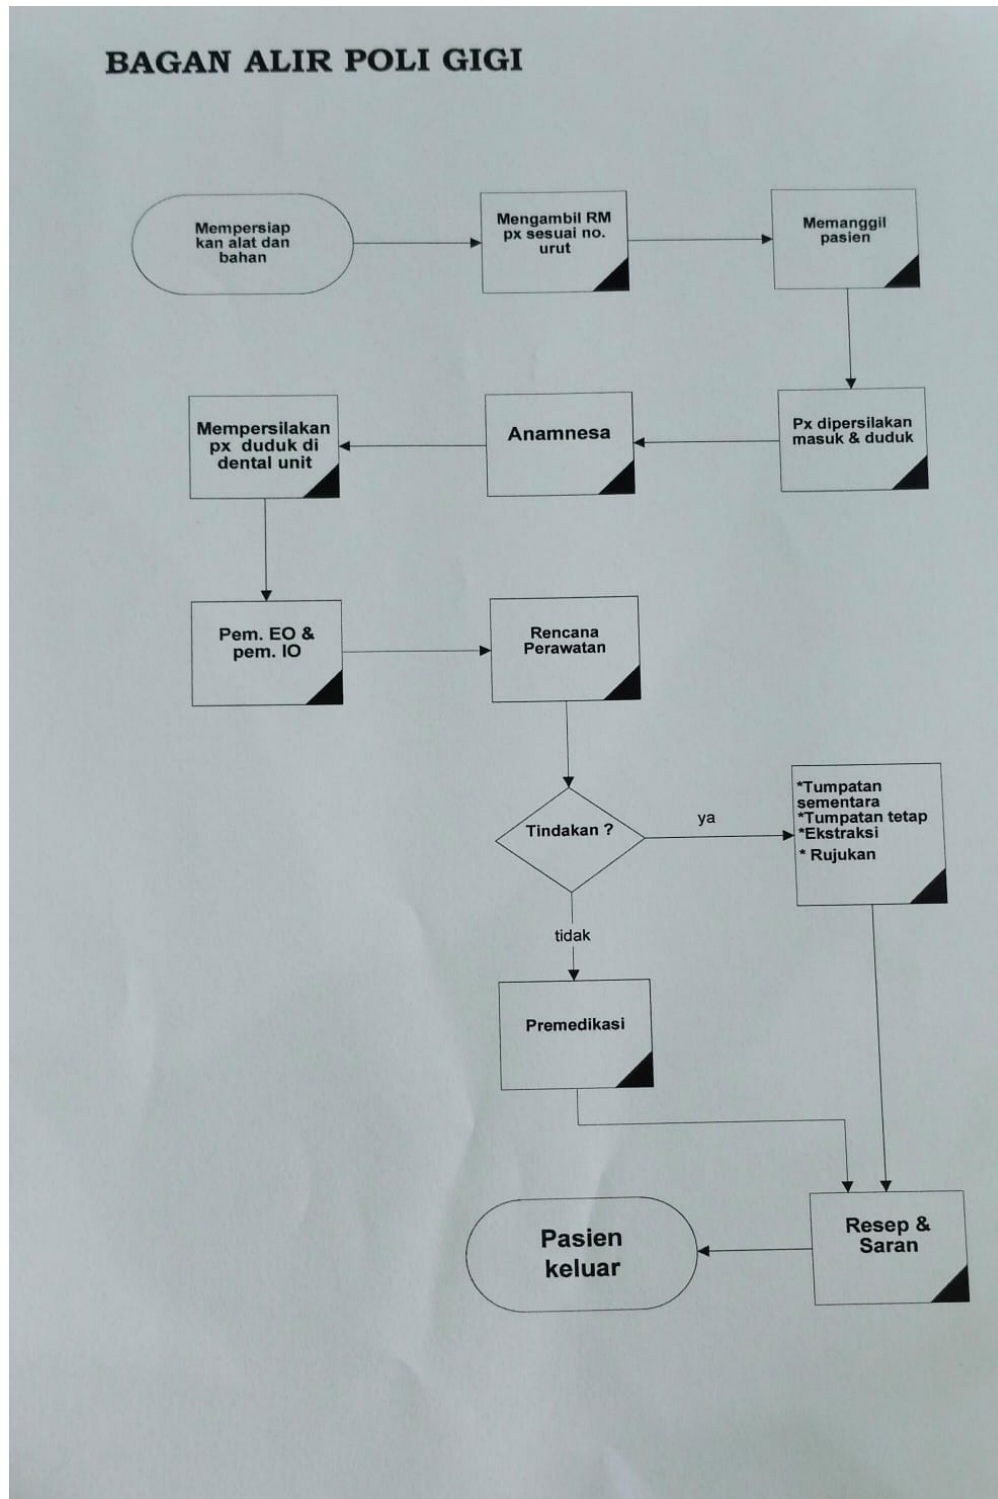 BAGAN ALIR POLI GIGI
Mempersiap
kan alat dan
bahan
Mengambil RM
px sesuai no.
urut
Memanggil
pasien
Px dipersilakan
masuk & duduk
Anamnesa
Mempersilakan
px duduk di
dental unit
Pem. EO &
pem. IO
Rencana
Perawatan
Tindakan ?
ya
*Tumpatan
sementara
*Tumpatan tetap
*Ekstraksi
* Rujukan
tidak
Premedikasi
Resep &
Saran
Pasien
keluar